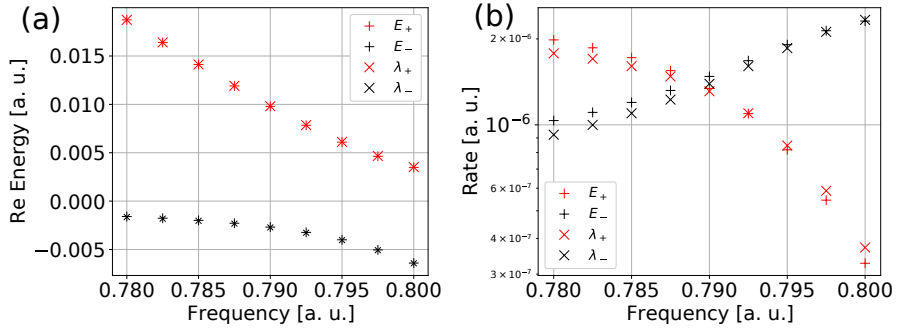 (a)
Re Energy [a. u.]
0.015
0.010
0.005
0.000
−0.005
E₊
E₋
λ₊
λ₋
0.780 0.785 0.790 0.795 0.800
Frequency [a. u.]
(b)
Rate [a. u.]
2 × 10⁻⁶
10⁻⁶
6 × 10⁻⁷
4 × 10⁻⁷
3 × 10⁻⁷
E₊
E₋
λ₊
λ₋
0.780 0.785 0.790 0.795 0.800
Frequency [a. u.]